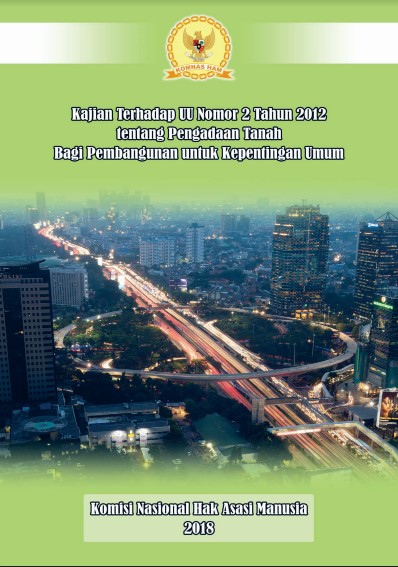 KOMNAS HAM
Kajian Terhadap UU Nomor 2 Tahun 2012
tentang Pengadaan Tanah
Bagi Pembangunan untuk Kepentingan Umum
Komisi Nasional Hak Asasi Manusia
2018